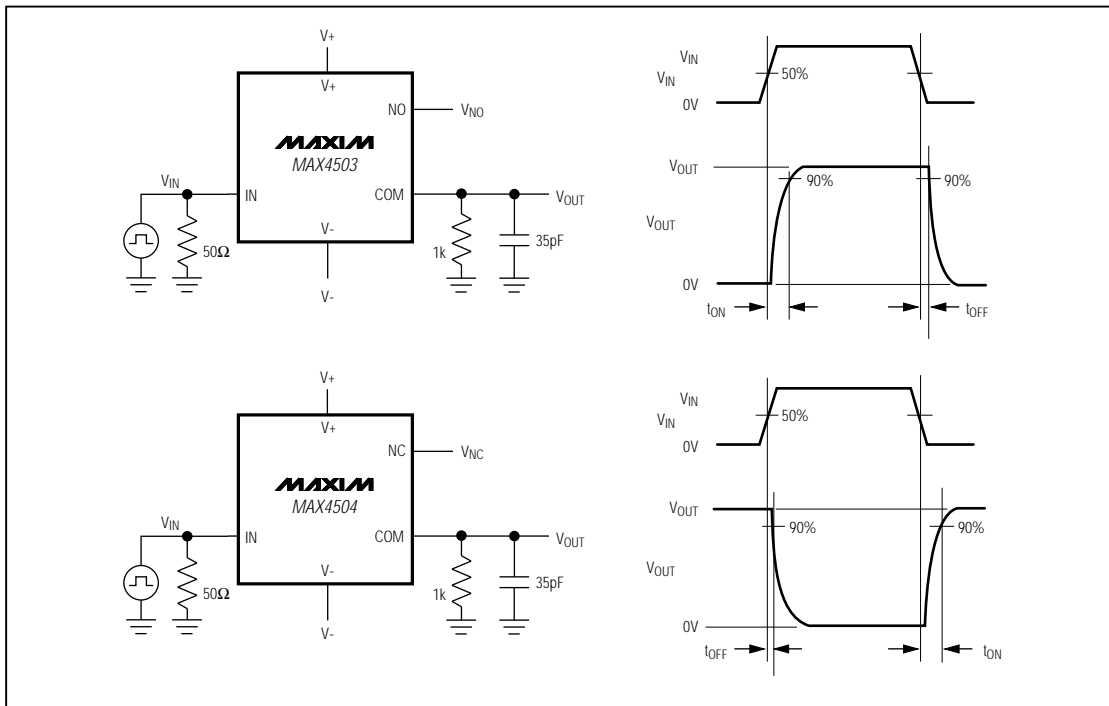 V+
V+
NO
VNO
MAXIM
MAX4503
VIN
IN
COM
VOUT
50Ω
V-
1k
35pF
V-
VIN
VIN
50%
0V
VOUT
90%
90%
VOUT
0V
tON
tOFF
V+
V+
NC
VNC
MAXIM
MAX4504
VIN
IN
COM
VOUT
50Ω
V-
1k
35pF
V-
VIN
VIN
50%
0V
VOUT
90%
90%
VOUT
0V
tOFF
tON